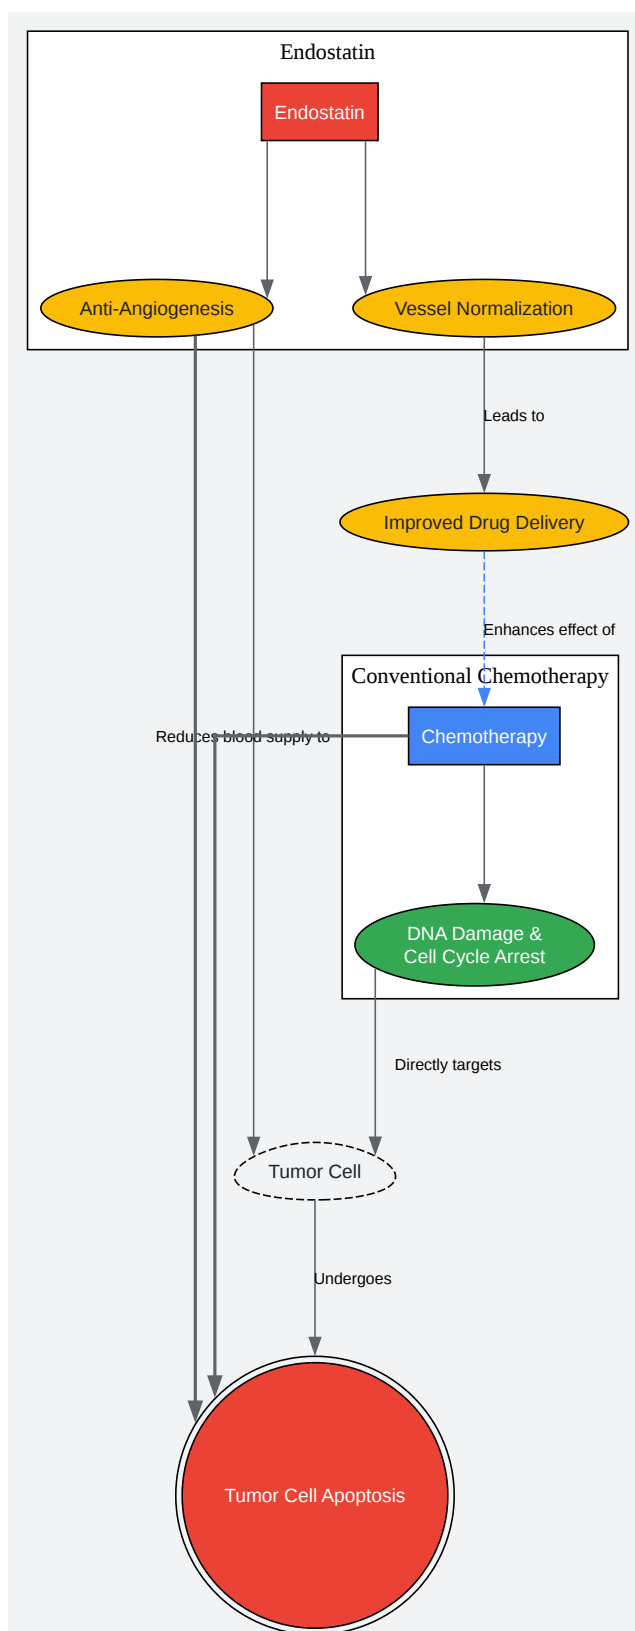 Endostatin
Endostatin
Anti-Angiogenesis
Vessel Normalization
Leads to
Improved Drug Delivery
Enhances effect of
Conventional Chemotherapy
Chemotherapy
Reduces blood supply to
DNA Damage &
Cell Cycle Arrest
Directly targets
Tumor Cell
Undergoes
Tumor Cell Apoptosis